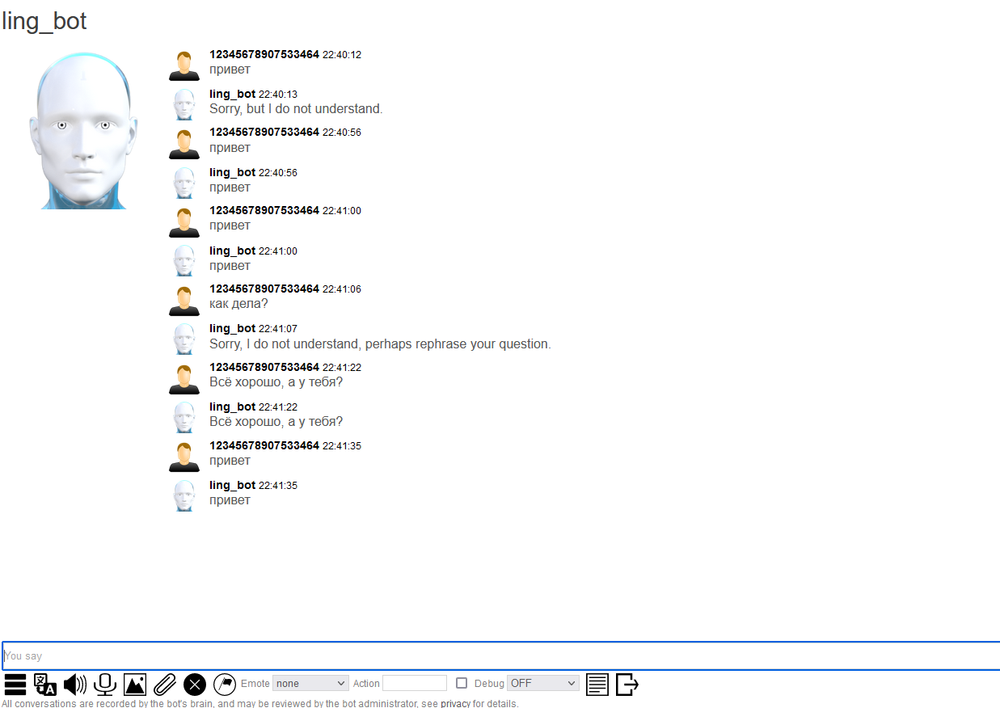 ling_bot
12345678907533464 22:40:12
привет
ling_bot 22:40:13
Sorry, but I do not understand.
12345678907533464 22:40:56
привет
ling_bot 22:40:56
привет
12345678907533464 22:41:00
привет
ling_bot 22:41:00
привет
12345678907533464 22:41:06
как дела?
ling_bot 22:41:07
Sorry, I do not understand, perhaps rephrase your question.
12345678907533464 22:41:22
Всё хорошо, а у тебя?
ling_bot 22:41:22
Всё хорошо, а у тебя?
12345678907533464 22:41:35
привет
ling_bot 22:41:35
привет
You say
Emote none Action Debug OFF
All conversations are recorded by the bot's brain, and may be reviewed by the bot administrator, see privacy for details.